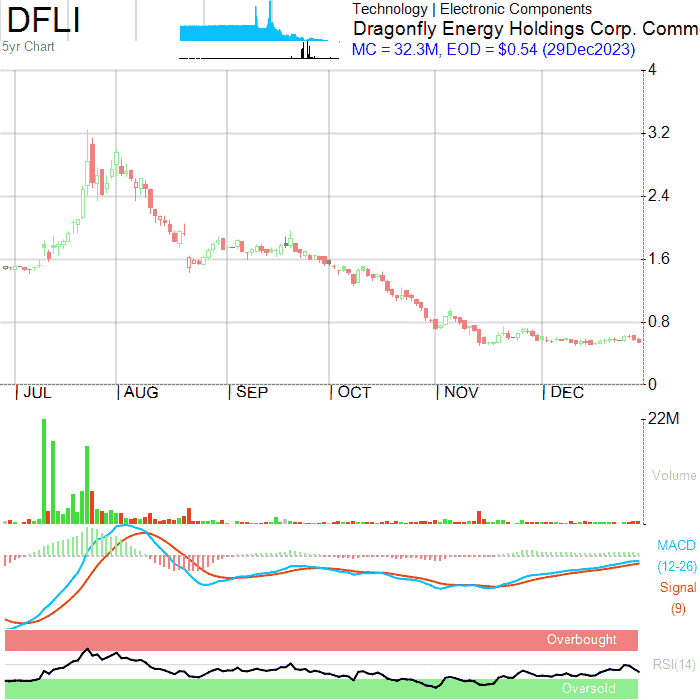 DFLI
5yr Chart
Technology | Electronic Components
Dragonfly Energy Holdings Corp. Comm
MC = 32.3M, EOD = $0.54 (29Dec2023)
4
3.2
2.4
1.6
0.8
0
JUL AUG SEP OCT NOV DEC
22M
Volume
MACD
(12-26)
Signal
(9)
Overbought
RSI(14)
Oversold